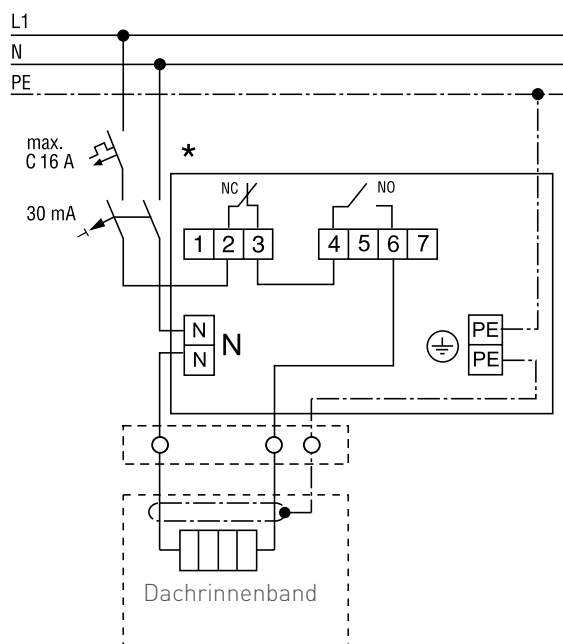 L1
N
PE
max.
C 16 A
*
30 mA
NC
NO
1 2 3
4 5 6 7
N
N
N
PE
PE
Dachrinnenband